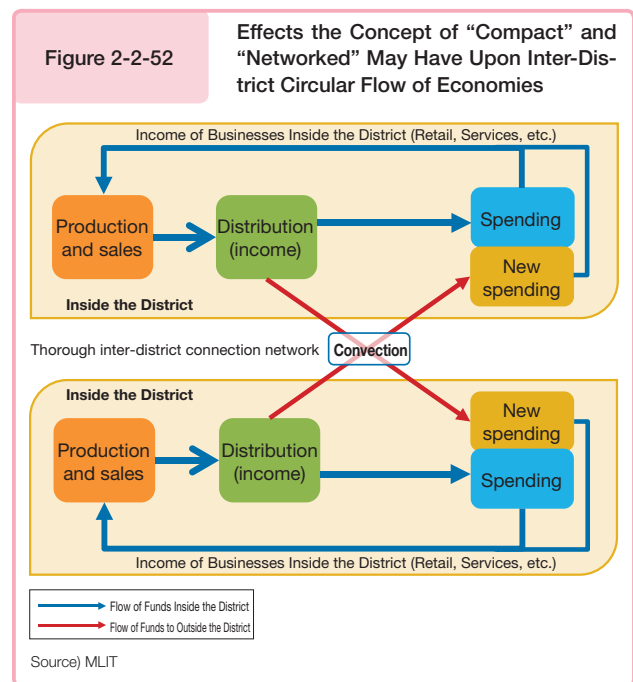 Figure 2-2-52
Effects the Concept of “Compact” and
“Networked” May Have Upon Inter-Dis-
trict Circular Flow of Economies
Income of Businesses Inside the District (Retail, Services, etc.)
Production
and sales
Distribution
(income)
Spending
New
spending
Inside the District
Thorough inter-district connection network
Convection
Inside the District
Production
and sales
Distribution
(income)
New
spending
Spending
Income of Businesses Inside the District (Retail, Services, etc.)
Flow of Funds Inside the District
Flow of Funds to Outside the District
Source) MLIT